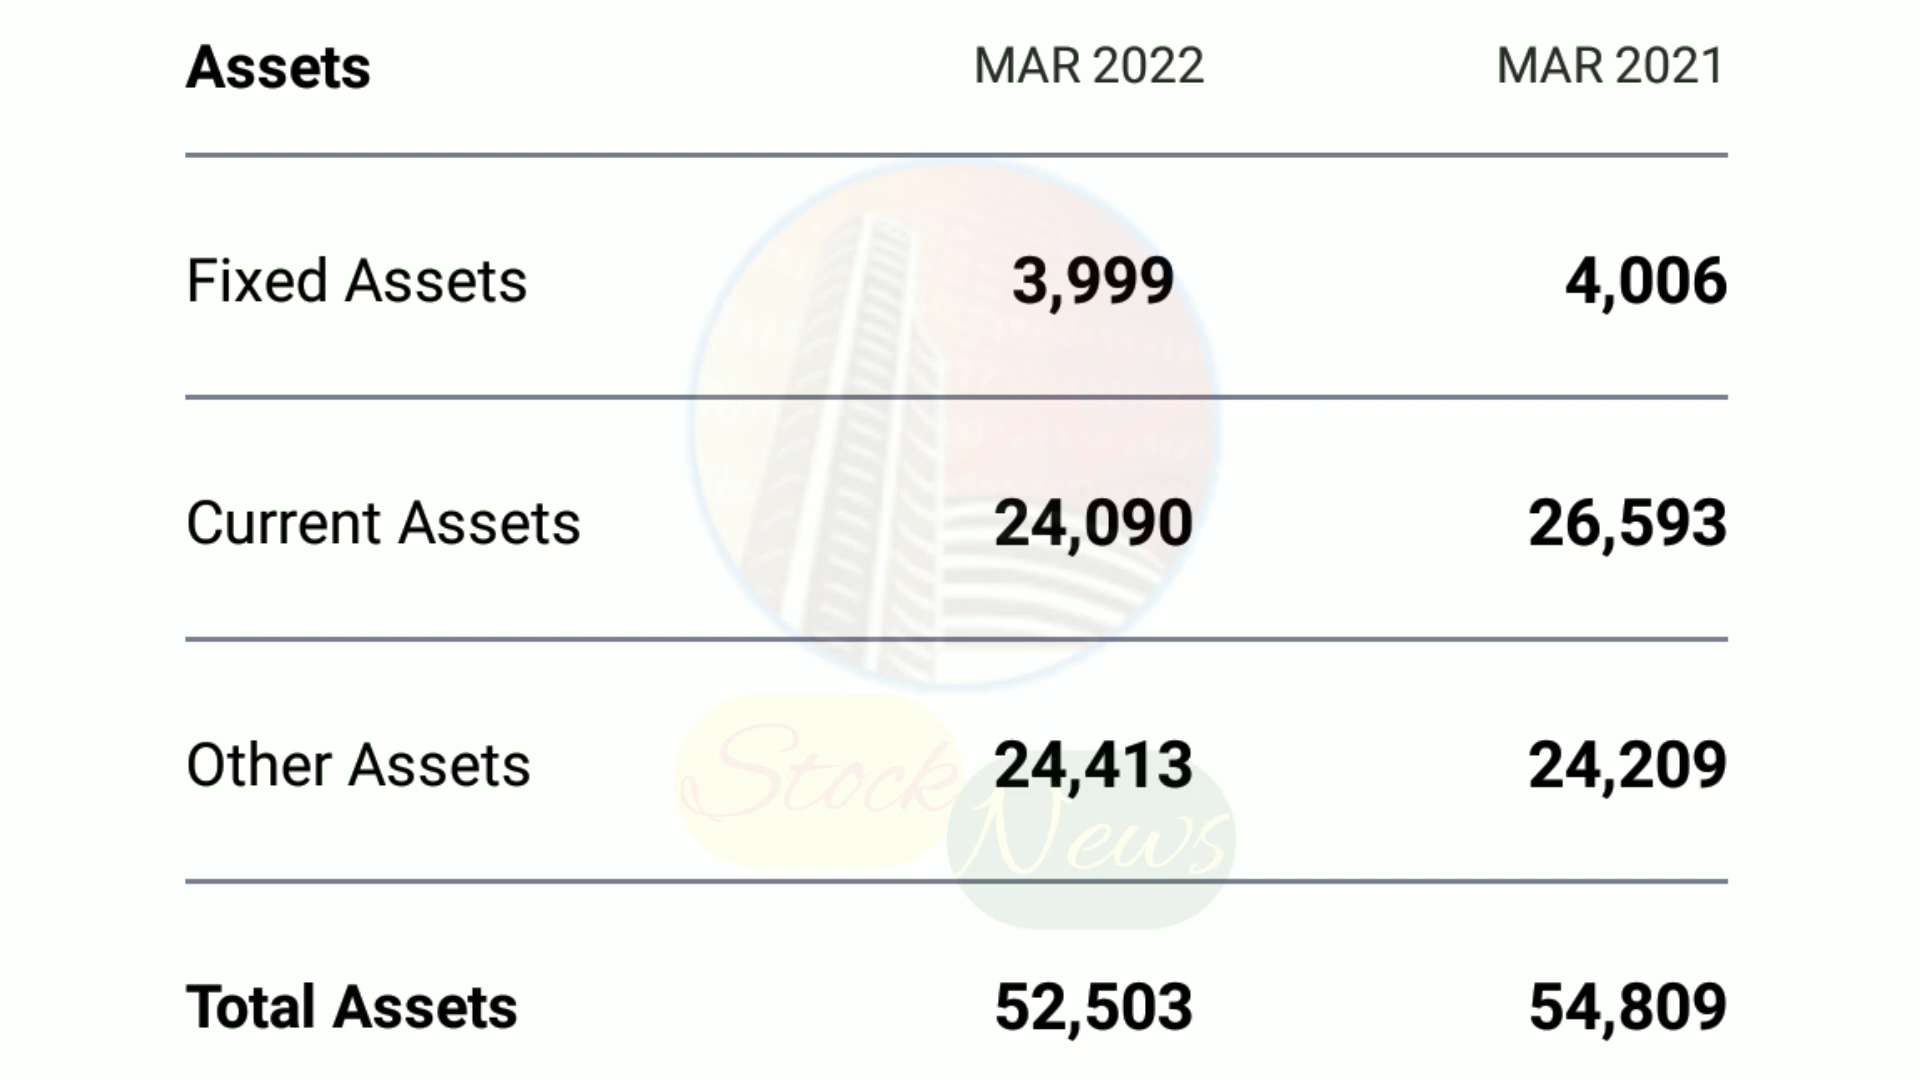 Assets MAR 2022 MAR 2021
Fixed Assets 3,999 4,006
Current Assets 24,090 26,593
Other Assets 24,413 24,209
Stock
News
Total Assets 52,503 54,809